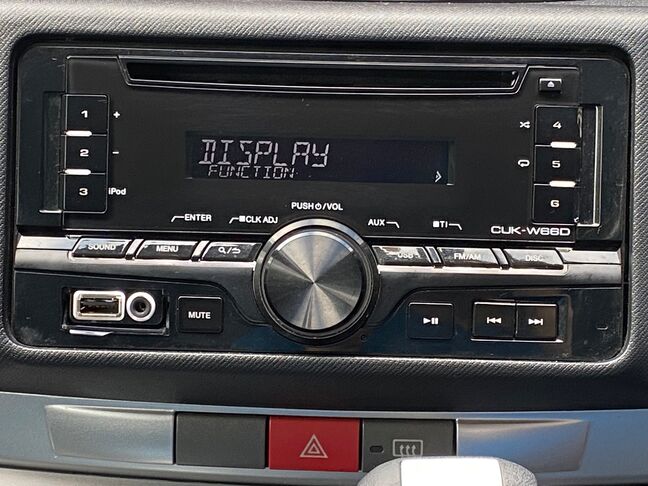 1 +
2 -
3 iPod
4
5
6
DISPLAY
FUNCTION
PUSH⏻/VOL
ENTER
■CLK ADJ
AUX
■TI
CUK-W66D
SOUND
MENU
USB
FM/AM
DISC
MUTE